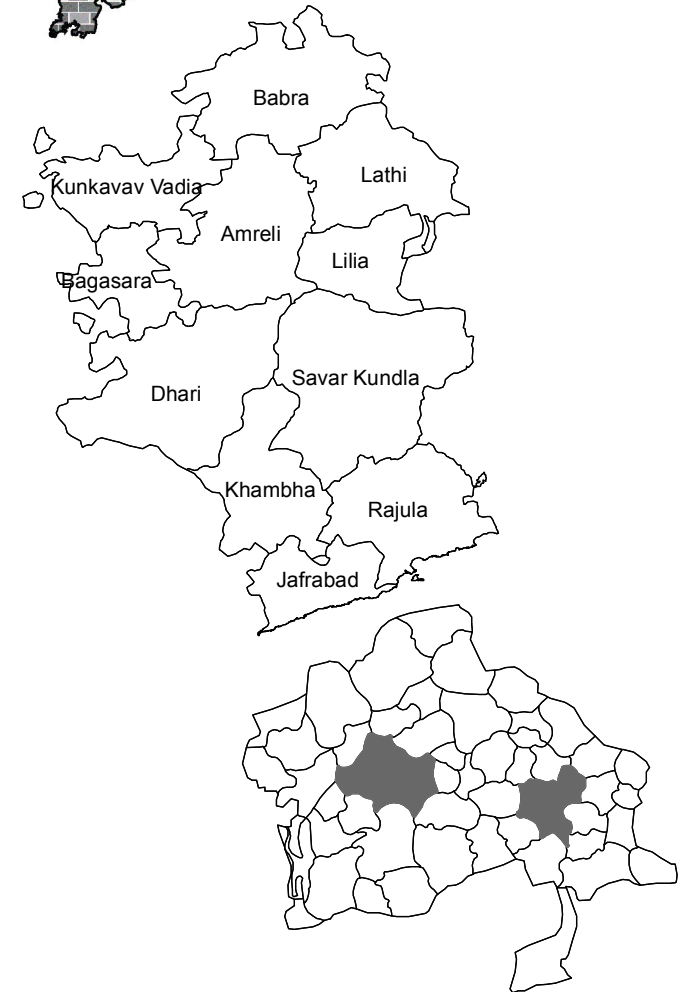 Babra
Lathi
Kunkavav Vadia
Amreli
Lilia
Bagasara
Savar Kundla
Dhari
Khambha
Rajula
Jafrabad